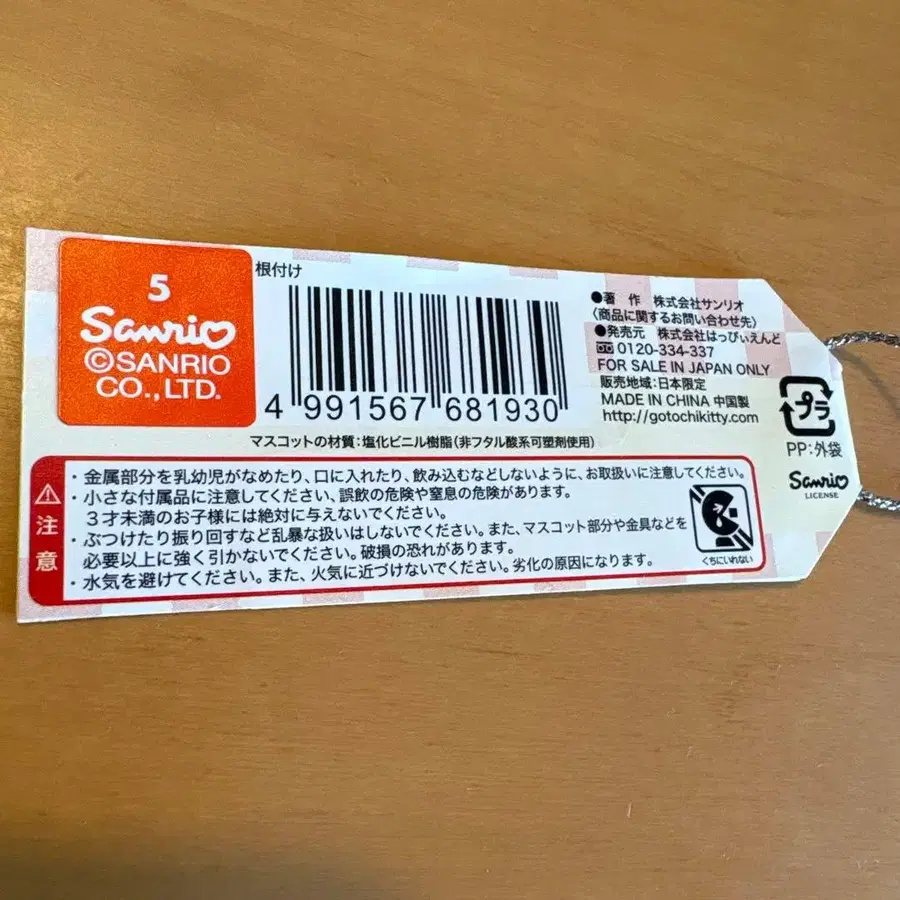 5
Sanrio
©SANRIO
CO.,LTD.
根付け
4 991567 681930
マスコットの材質：塩化ビニル樹脂（非フタル酸系可塑剤使用）
●著 作 株式会社サンリオ
〈商品に関するお問い合わせ先〉
●発売元 株式会社はっぴぃえんど
0120-334-337
FOR SALE IN JAPAN ONLY
販売地域：日本限定
MADE IN CHINA 中国製
http://gotochikitty.com
プラ
PP：外袋
Sanrio
LICENSE
注意
・金属部分を乳幼児がなめたり、口に入れたり、飲み込むなどしないように、お取扱いに注意してください。
・小さな付属品に注意してください、誤飲の危険や窒息の危険があります。
３才未満のお子様には絶対に与えないでください。
・ぶつけたり振り回すなど乱暴な扱いはしないでください。また、マスコット部分や金具などを
必要以上に強く引かないでください。破損の恐れがあります。
・水気を避けてください。また、火気に近づけないでください。劣化の原因になります。
くちにいれない